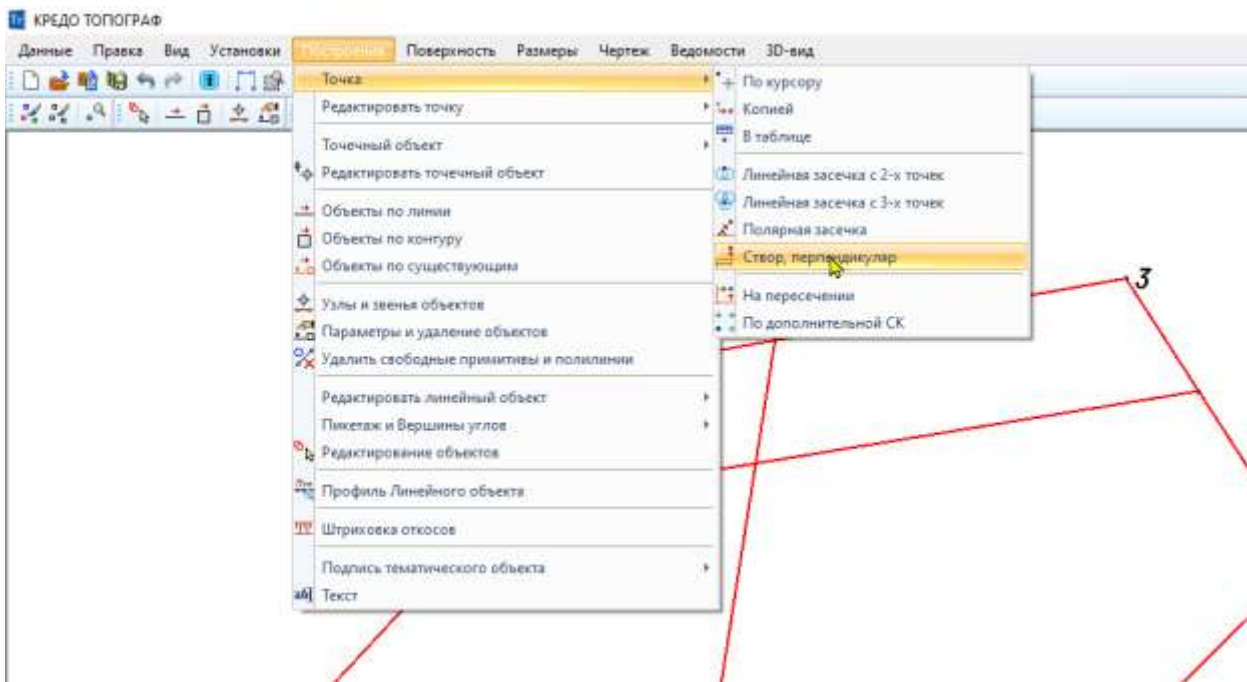 КРЕДО ТОПОГРАФ
Данные Правка Вид Установки Построения Поверхность Размеры Чертеж Ведомости 3D-вид
Точка
Редактировать точку
Точечный объект
Редактировать точечный объект
Объекты по линии
Объекты по контуру
Объекты по существующим
Узлы и звенья объектов
Параметры и удаление объектов
Удалить свободные примитивы и полилинии
Редактировать линейный объект
Пикетаж и Вершины углов
Редактирование объектов
Профиль Линейного объекта
Штриховка откосов
Подпись тематического объекта
Текст
По курсору
Копией
В таблице
Линейная засечка с 2-х точек
Линейная засечка с 3-х точек
Полярная засечка
Створ, перпендикуляр
На пересечении
По дополнительной СК
3